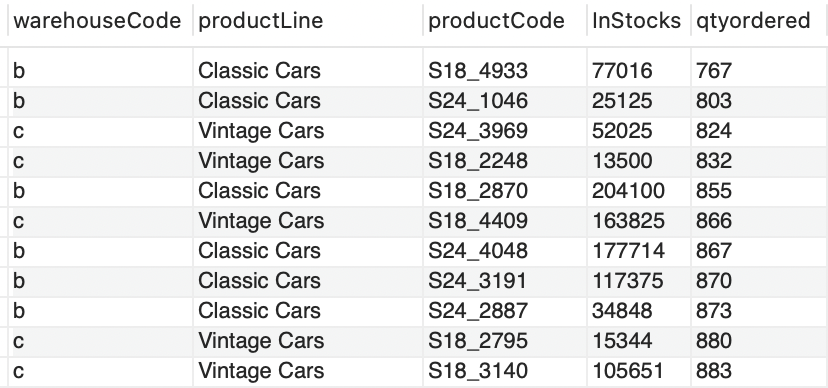 warehouseCode productLine productCode InStocks qtyordered
b Classic Cars S18_4933 77016 767
b Classic Cars S24_1046 25125 803
c Vintage Cars S24_3969 52025 824
c Vintage Cars S18_2248 13500 832
b Classic Cars S18_2870 204100 855
c Vintage Cars S18_4409 163825 866
b Classic Cars S24_4048 177714 867
b Classic Cars S24_3191 117375 870
b Classic Cars S24_2887 34848 873
c Vintage Cars S18_2795 15344 880
c Vintage Cars S18_3140 105651 883